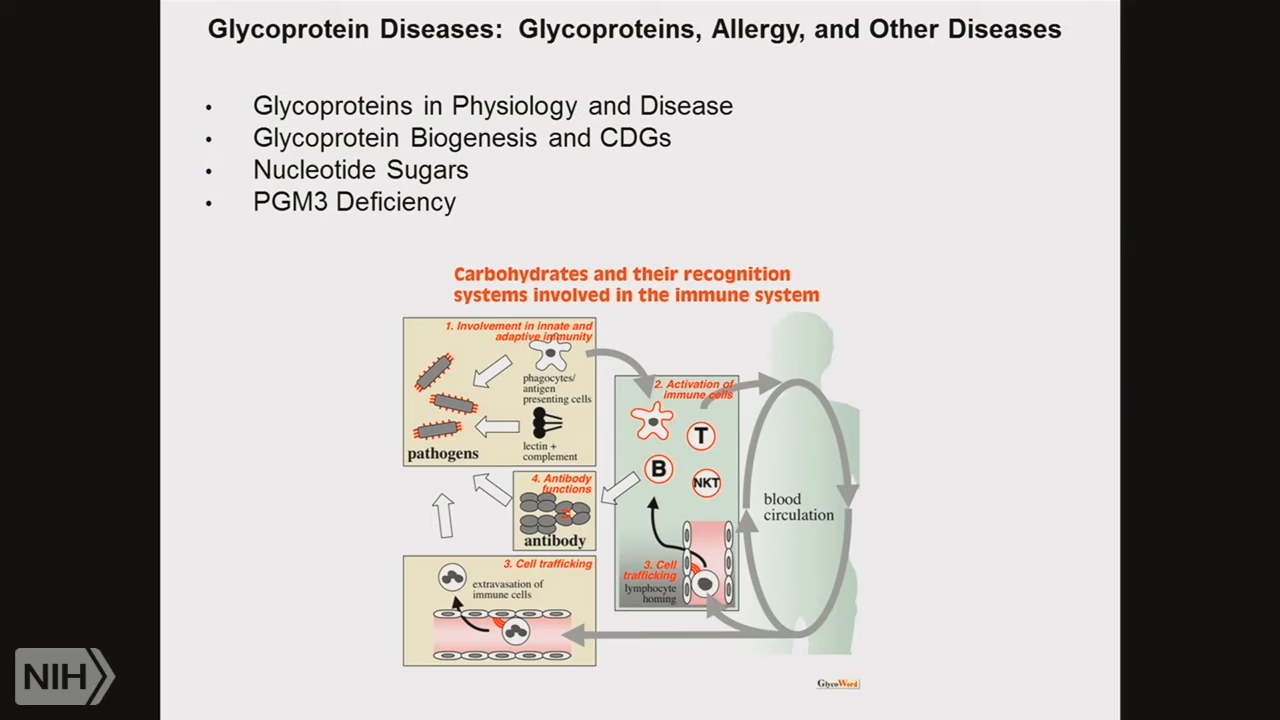 Glycoprotein Diseases: Glycoproteins, Allergy, and Other Diseases
• Glycoproteins in Physiology and Disease
• Glycoprotein Biogenesis and CDGs
• Nucleotide Sugars
• PGM3 Deficiency
Carbohydrates and their recognition
systems involved in the immune system
1. Involvement in innate and
adaptive immunity
phagocytes/
antigen
presenting cells
lectin +
complement
pathogens
2. Activation of
immune cells
T
B
NKT
3. Cell
trafficking
lymphocyte
homing
4. Antibody
functions
antibody
3. Cell trafficking
extravasation of
immune cells
blood
circulation
GlycoWord
NIH